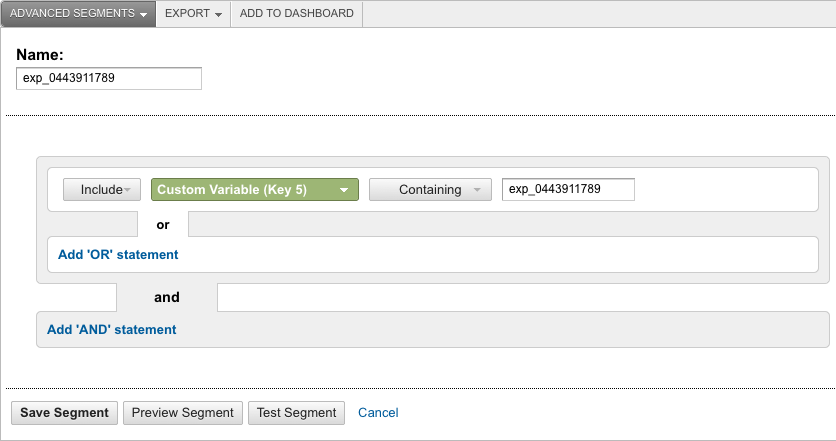 ADVANCED SEGMENTS EXPORT ADD TO DASHBOARD
Name:
exp_0443911789
Include Custom Variable (Key 5) Containing exp_0443911789
or
Add 'OR' statement
and
Add 'AND' statement
Save Segment Preview Segment Test Segment Cancel